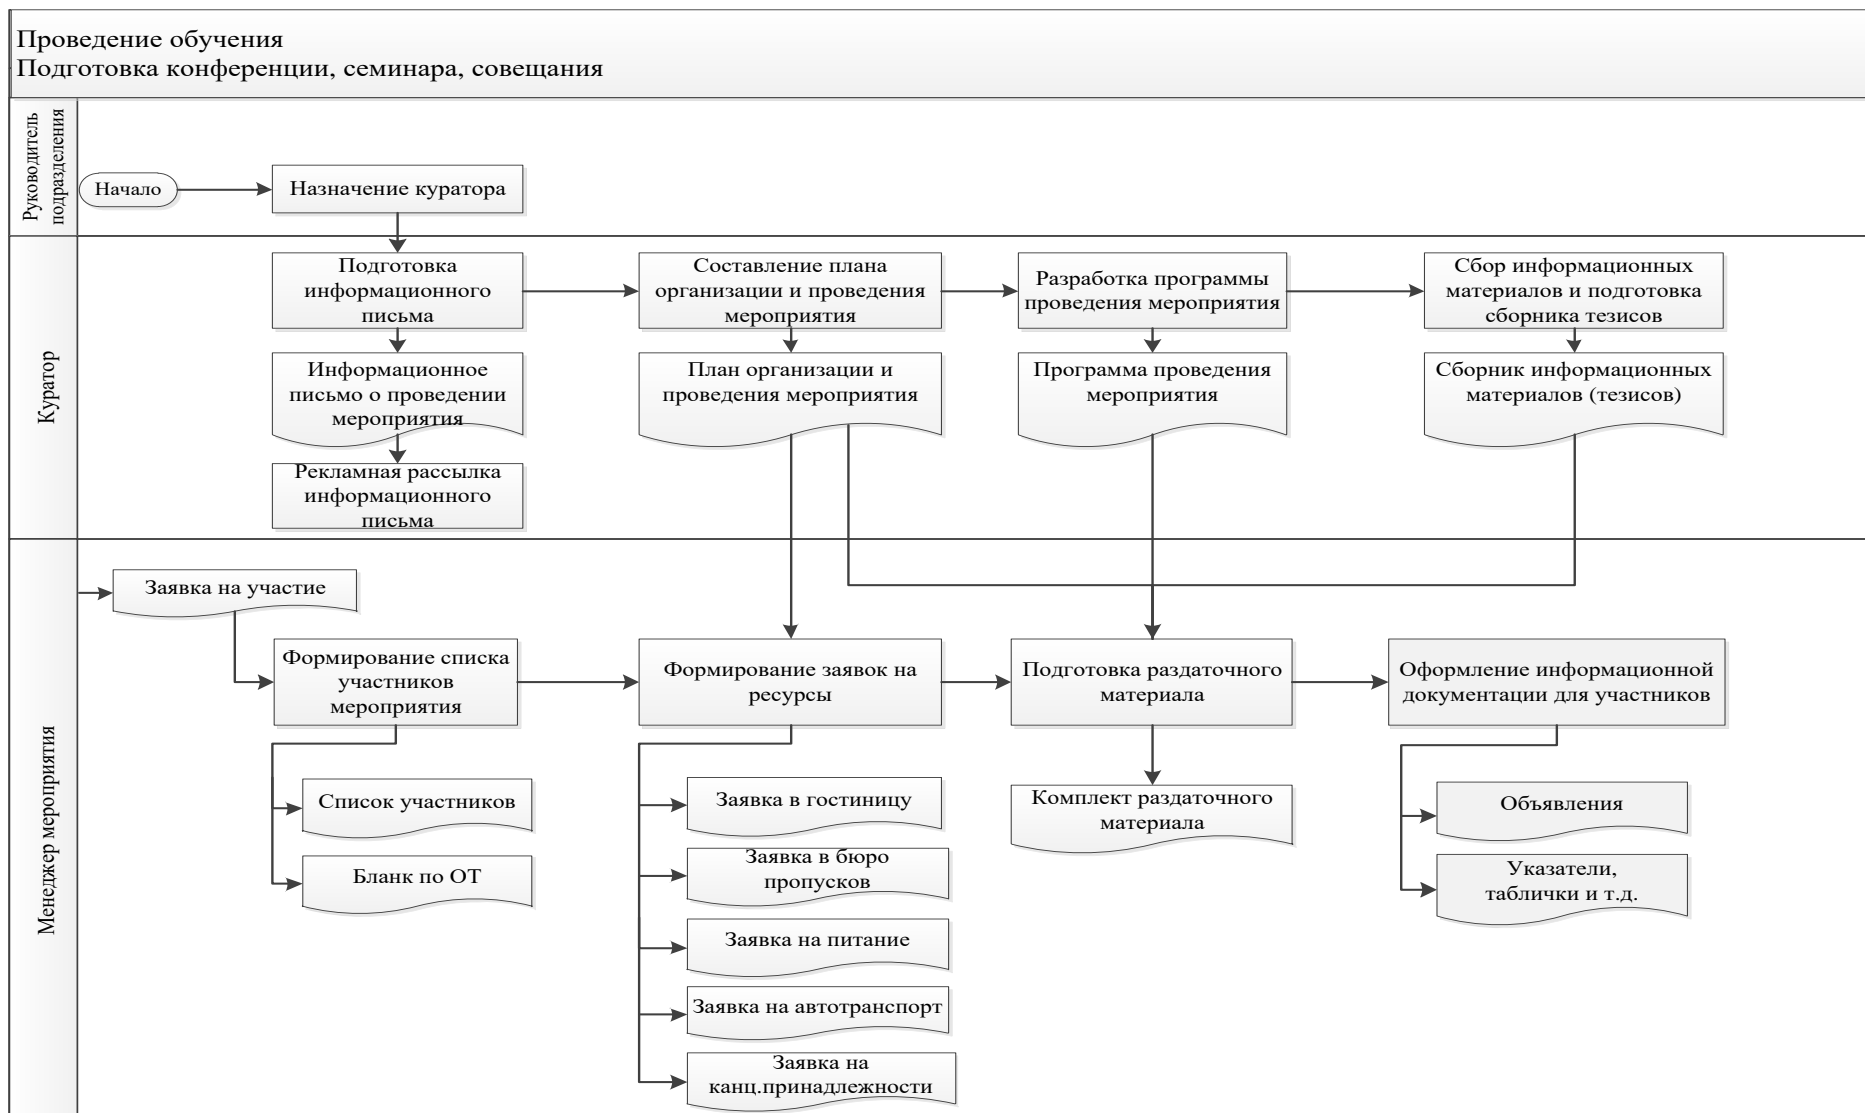 Проведение обучения
Подготовка конференции, семинара, совещания
Руководитель
подразделения
Начало
Назначение куратора
Куратор
Подготовка
информационного
письма
Составление плана
организации и проведения
мероприятия
Разработка программы
проведения мероприятия
Сбор информационных
материалов и подготовка
сборника тезисов
Информационное
письмо о проведении
мероприятия
План организации и
проведения мероприятия
Программа проведения
мероприятия
Сборник информационных
материалов (тезисов)
Рекламная рассылка
информационного
письма
Менеджер мероприятия
Заявка на участие
Формирование списка
участников
мероприятия
Формирование заявок на
ресурсы
Подготовка раздаточного
материала
Оформление информационной
документации для участников
Список участников
Бланк по ОТ
Заявка в гостиницу
Заявка в бюро
пропусков
Заявка на питание
Заявка на автотранспорт
Заявка на
канц.принадлежности
Комплект раздаточного
материала
Объявления
Указатели,
таблички и т.д.